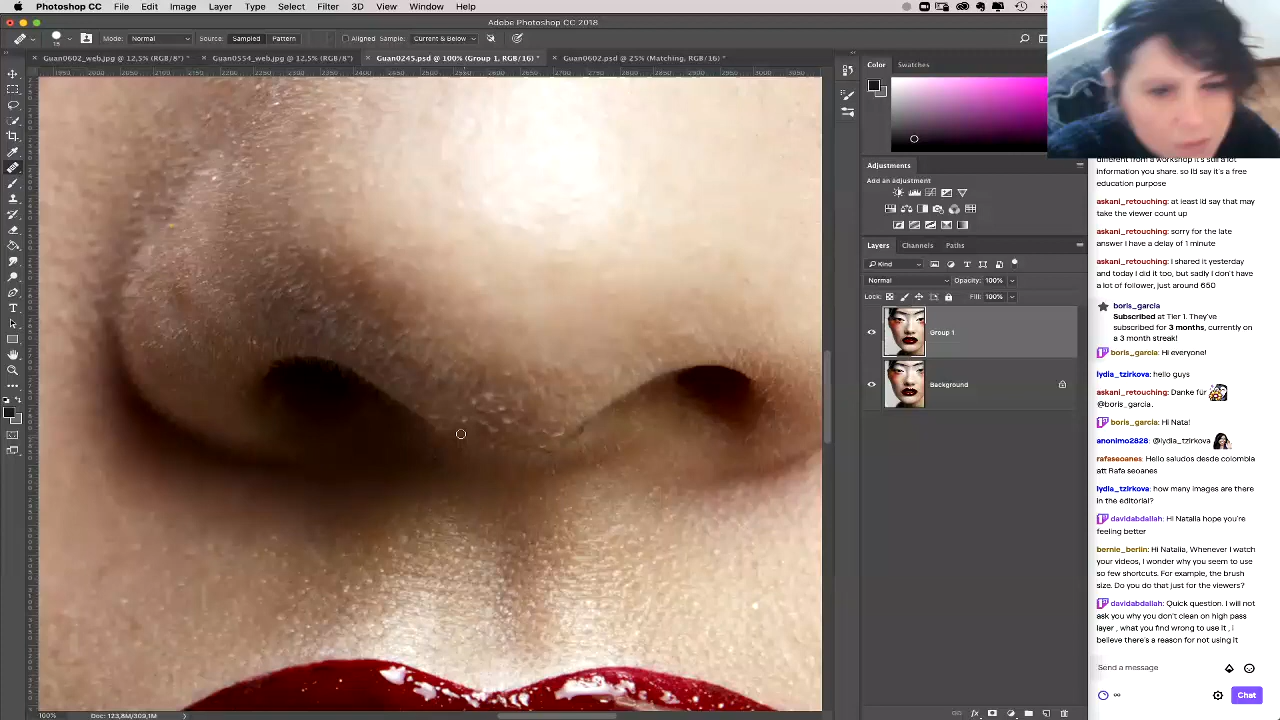 Photoshop CC File Edit Image Layer Type Select Filter 3D View Window Help
Adobe Photoshop CC 2018
15 Mode: Normal Source: Sampled Pattern Aligned Sample: Current & Below
Guan0602_web.jpg @ 12,5% (RGB/8*) * Guan0554_web.jpg @ 12,5% (RGB/8*) Guan0245.psd @ 100% (Group 1, RGB/16) * Guan0602.psd @ 25% (Matching, RGB/16) *
Color Swatches
Adjustments
Add an adjustment
Layers Channels Paths
Kind
Normal Opacity: 100%
Lock: Fill: 100%
Group 1
Background
100% Doc: 123,8M/309,1M
different from a workshop it's still a lot
information you share. so Id say it's a free
education purpose
askani_retouching: at least Id say that may
take the viewer count up
askani_retouching: sorry for the late
answer I have a delay of 1 minute
askani_retouching: I shared it yesterday
and today I did it too, but sadly I don't have
a lot of follower, just around 650
boris_garcia
Subscribed at Tier 1. They've
subscribed for 3 months, currently on
a 3 month streak!
boris_garcia: Hi everyone!
lydia_tzirkova: hello guys
askani_retouching: Danke für
@boris_garcia.
boris_garcia: Hi Nata!
anonimo2828: @lydia_tzirkova
rafaseoanes: Hello saludos desde colombia
att Rafa seoanes
lydia_tzirkova: how many images are there
in the editorial?
davidabdallah: Hi Natalia hope you're
feeling better
bernie_berlin: Hi Natalia, Whenever I watch
your videos, I wonder why you seem to use
so few shortcuts. For example, the brush
size. Do you do that just for the viewers?
davidabdallah: Quick question. I will not
ask you why you don't clean on high pass
layer , what you find wrong to use it , I
believe there's a reason for not using it
Send a message
Chat